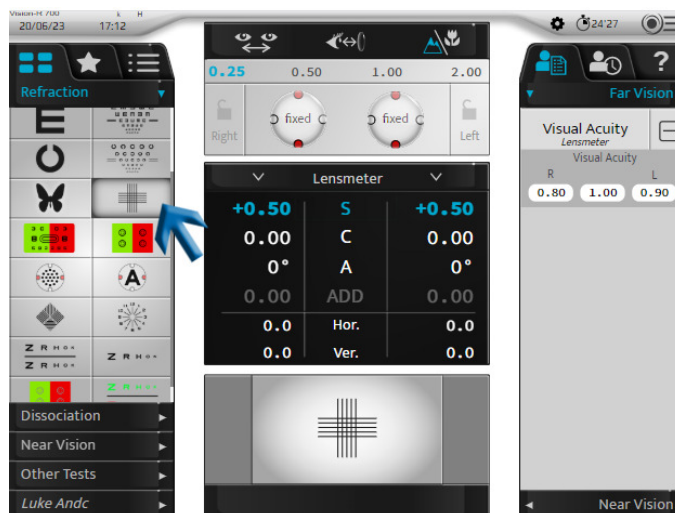 Vision-R 700
20/06/23 17:12
24'27
Refraction
E
Z R H O N
Z R H O N
Z R H O N
A
Dissociation
Near Vision
Other Tests
Luke Andc
0.25 0.50 1.00 2.00
fixed fixed
Right Left
Lensmeter
+0.50 S +0.50
0.00 C 0.00
0° A 0°
0.00 ADD 0.00
0.0 Hor. 0.0
0.0 Ver. 0.0
?
Far Vision
Visual Acuity
Lensmeter
Visual Acuity
R L
0.80 1.00 0.90
Near Vision